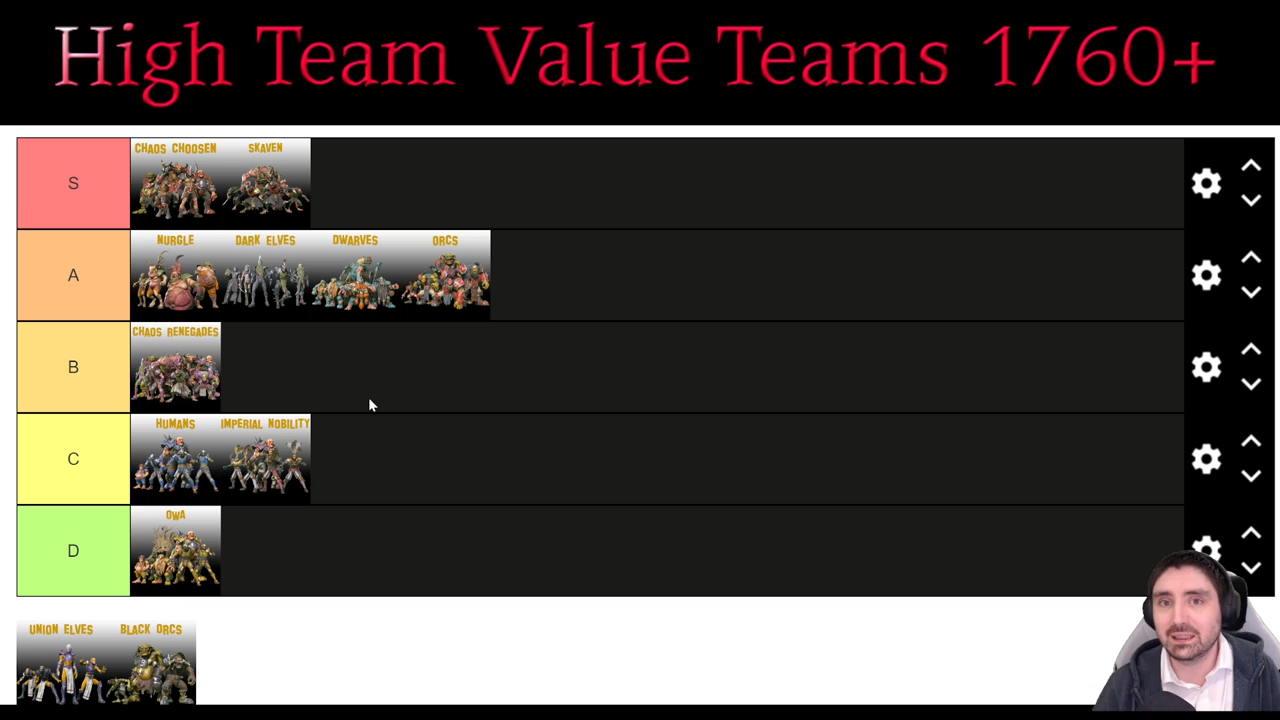 High Team Value Teams 1760+
S
CHAOS CHOOSEN SKAVEN
A
NURGLE DARK ELVES DWARVES ORCS
B
CHAOS RENEGADES
C
HUMANS IMPERIAL NOBILITY
D
OWA
UNION ELVES BLACK ORCS